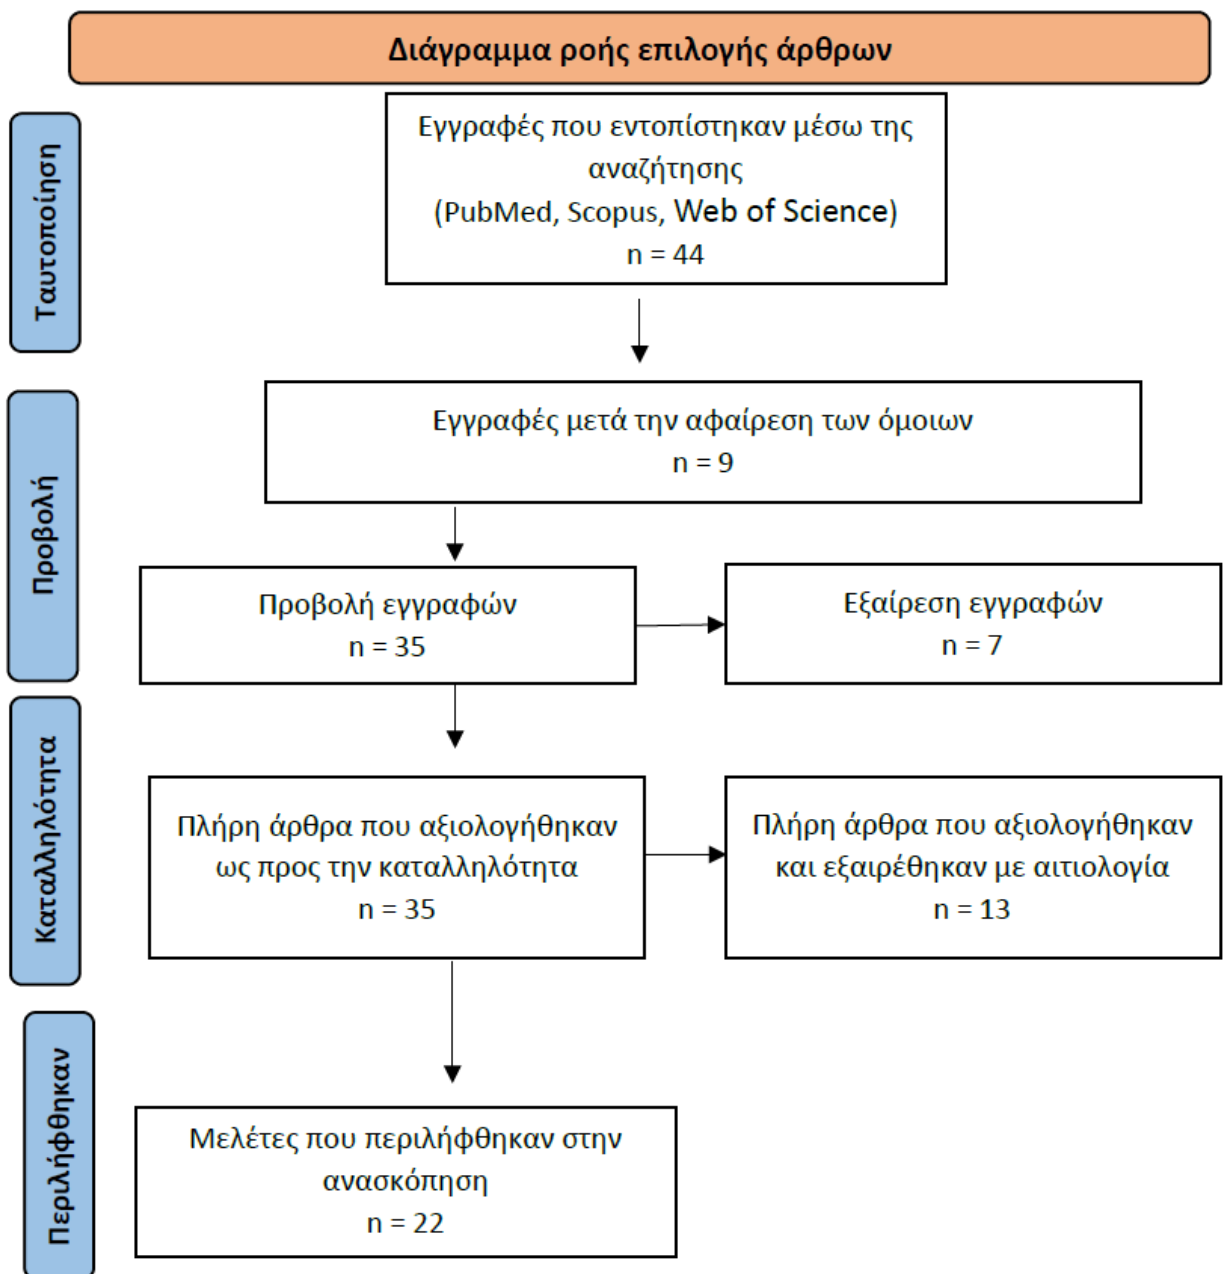 Διάγραμμα ροής επιλογής άρθρων
Ταυτοποίηση
Εγγραφές που εντοπίστηκαν μέσω της
αναζήτησης
(PubMed, Scopus, Web of Science)
n = 44
Προβολή
Εγγραφές μετά την αφαίρεση των όμοιων
n = 9
Προβολή εγγραφών
n = 35
Εξαίρεση εγγραφών
n = 7
Καταλληλότητα
Πλήρη άρθρα που αξιολογήθηκαν
ως προς την καταλληλότητα
n = 35
Πλήρη άρθρα που αξιολογήθηκαν
και εξαιρέθηκαν με αιτιολογία
n = 13
Περιλήφθηκαν
Μελέτες που περιλήφθηκαν στην
ανασκόπηση
n = 22